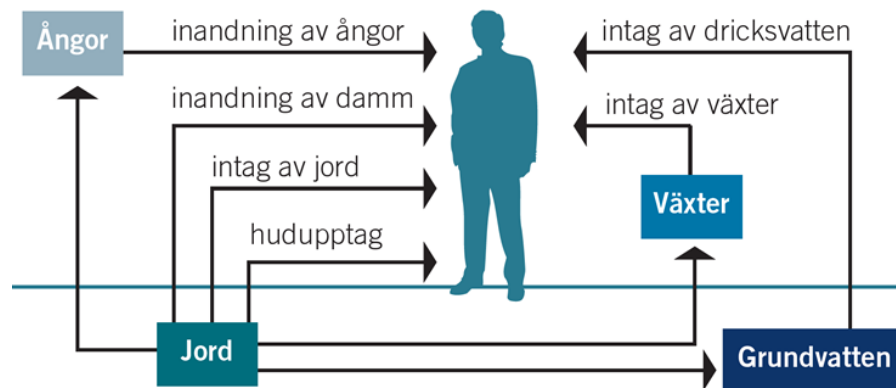 Ångor
inandning av ångor
intag av dricksvatten
inandning av damm
intag av växter
intag av jord
Växter
hudupptag
Jord
Grundvatten